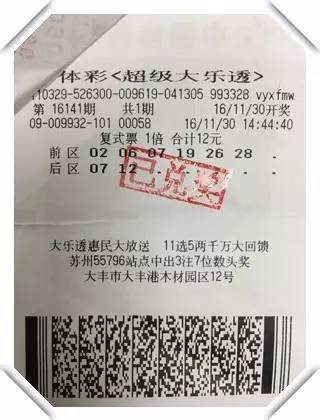 体彩<超级大乐透>
110329-526300-009619-041305 993328 vyxfmw
第 16141期 共1期 16/11/30开奖
09-009932-101 00058 16/11/30 14:44:40
复式票 1倍 合计12元
前区 02 06 07 19 26 28
后区 07 12
已兑奖
大乐透惠民大放送 11选5两千万大回馈
苏州55796站点中出3注7位数头奖
大丰市大丰港木材园区12号